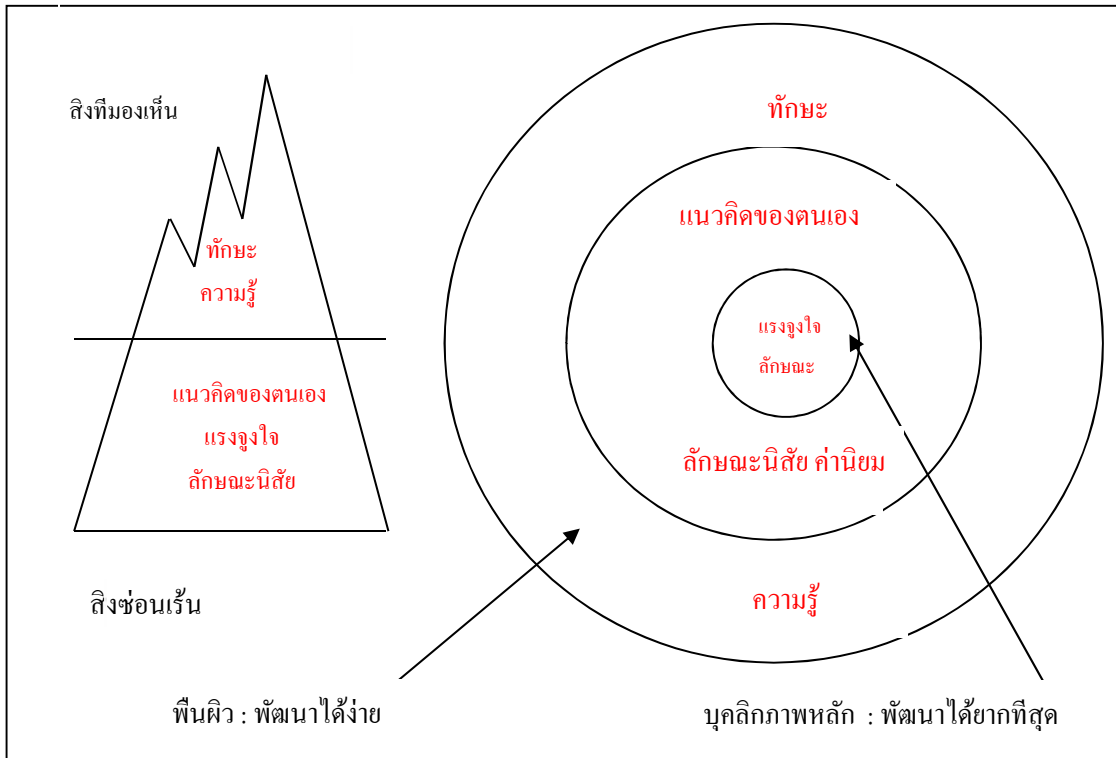 สิ่งที่มองเห็น
ทักษะ
ความรู้
แนวคิดของตนเอง
แรงจูงใจ
ลักษณะนิสัย
สิ่งซ่อนเร้น
ทักษะ
แนวคิดของตนเอง
แรงจูงใจ
ลักษณะ
ลักษณะนิสัย ค่านิยม
ความรู้
พื้นผิว : พัฒนาได้ง่าย
บุคลิกภาพหลัก : พัฒนาได้ยากที่สุด